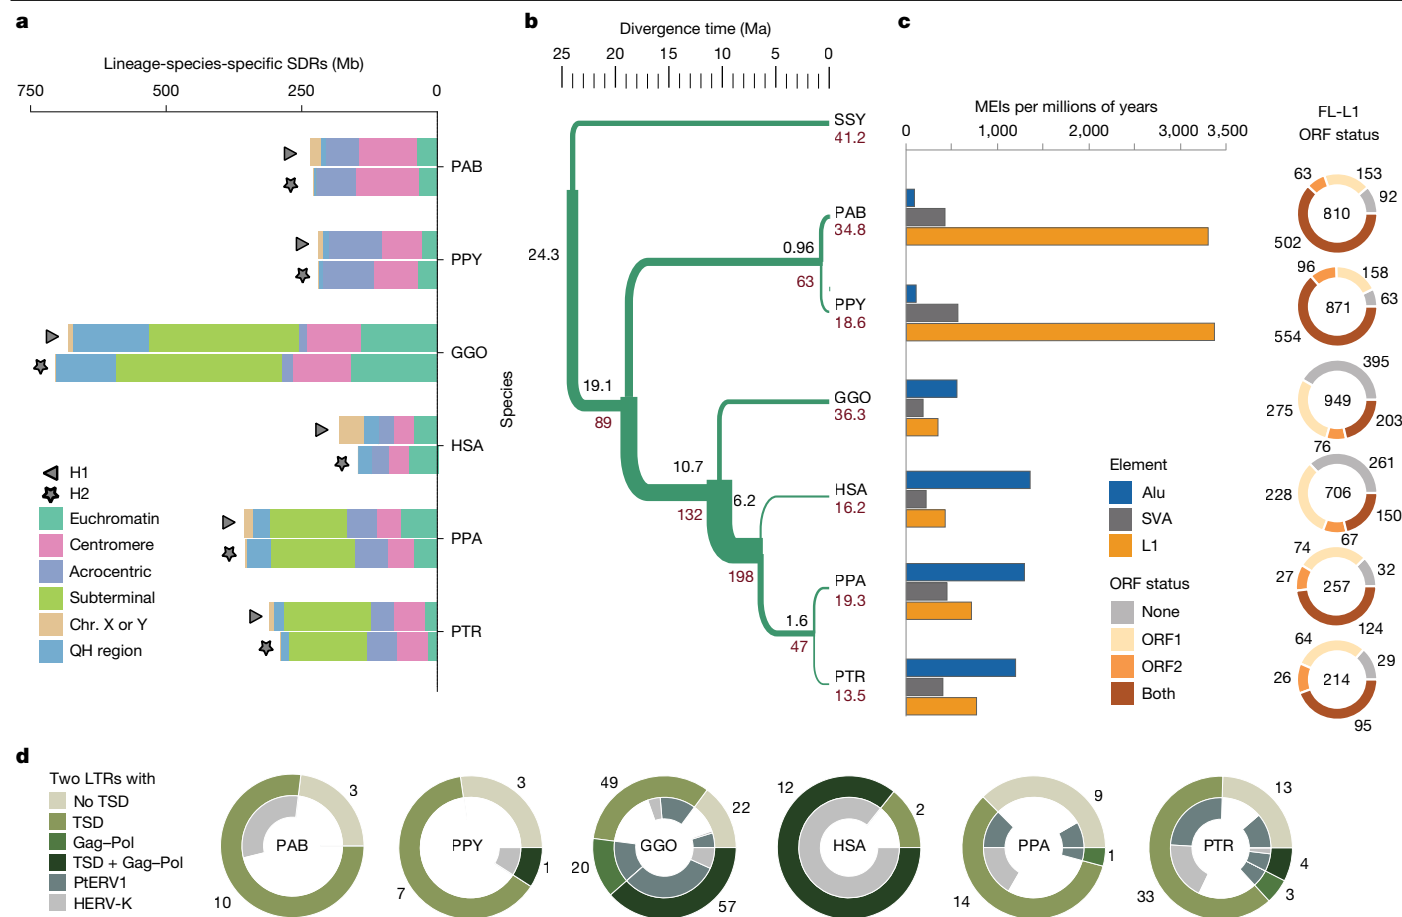 a
Lineage-species-specific SDRs (Mb)
750 500 250 0
PAB
PPY
GGO
HSA
PPA
PTR
Species
H1
H2
Euchromatin
Centromere
Acrocentric
Subterminal
Chr. X or Y
QH region
b
Divergence time (Ma)
25 20 15 10 5 0
SSY
41.2
PAB
34.8
0.96
24.3
63
PPY
18.6
19.1
GGO
36.3
89
10.7
HSA
16.2
6.2
132
198
PPA
19.3
1.6
47
PTR
13.5
c
MEIs per millions of years
0 1,000 2,000 3,000 3,500
Element
Alu
SVA
L1
ORF status
None
ORF1
ORF2
Both
FL-L1
ORF status
63 153
92
810
502
96 158
63
871
554
395
949
275
203
76
261
706
228
150
67
74
32
27
257
124
64
29
26
214
95
d
Two LTRs with
No TSD
TSD
Gag–Pol
TSD + Gag–Pol
PtERV1
HERV-K
3
PAB
10
3
PPY
1
7
49
22
GGO
20
57
12
2
HSA
9
PPA
1
14
13
PTR
4
3
33